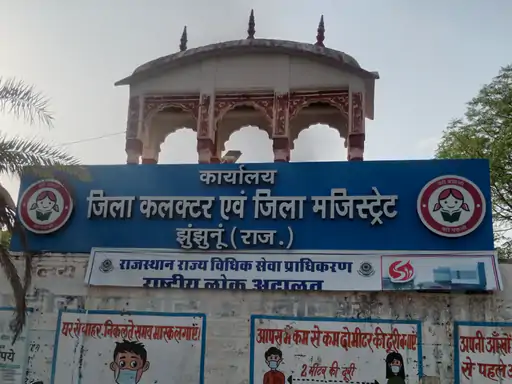 कार्यालय
जिला कलक्टर एवं जिला मजिस्ट्रेट
झुंझुनूं (राज.)
राजस्थान राज्य विधिक सेवा प्राधिकरण
राष्ट्रीय लोक अदालत
घर से बाहर निकलते समय मास्क लगाएं
आपस में कम से कम दो मीटर की दूरी
2 मीटर की दूरी
अपनी आँखों
से पहले
रुपये